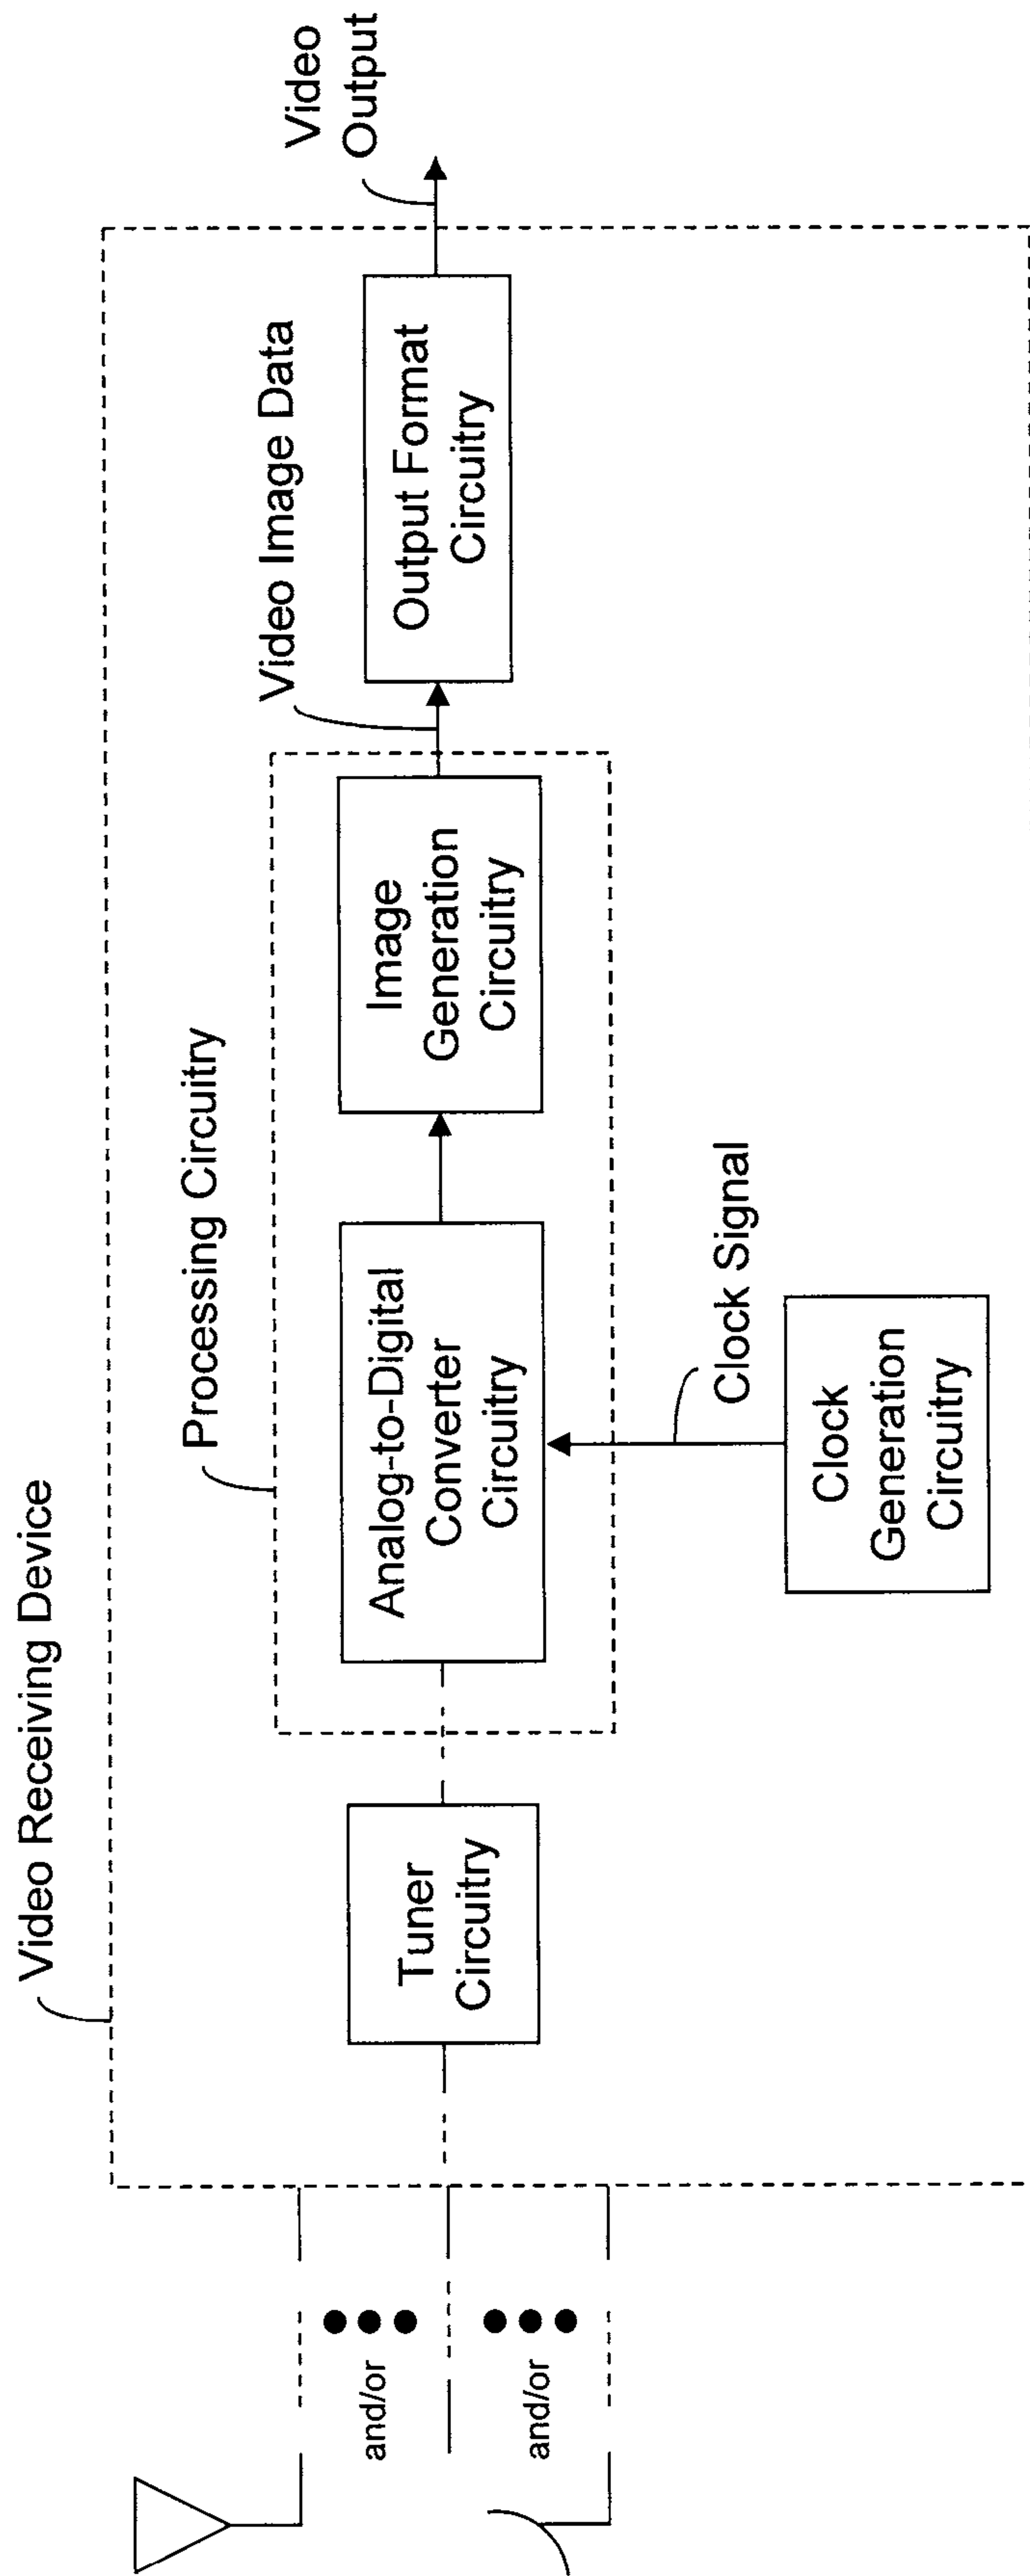 Video Receiving Device
Processing Circuitry
Video Image Data
Video
Output
and/or
and/or
Tuner
Circuitry
Analog-to-Digital
Converter
Circuitry
Image
Generation
Circuitry
Output Format
Circuitry
Clock Signal
Clock
Generation
Circuitry